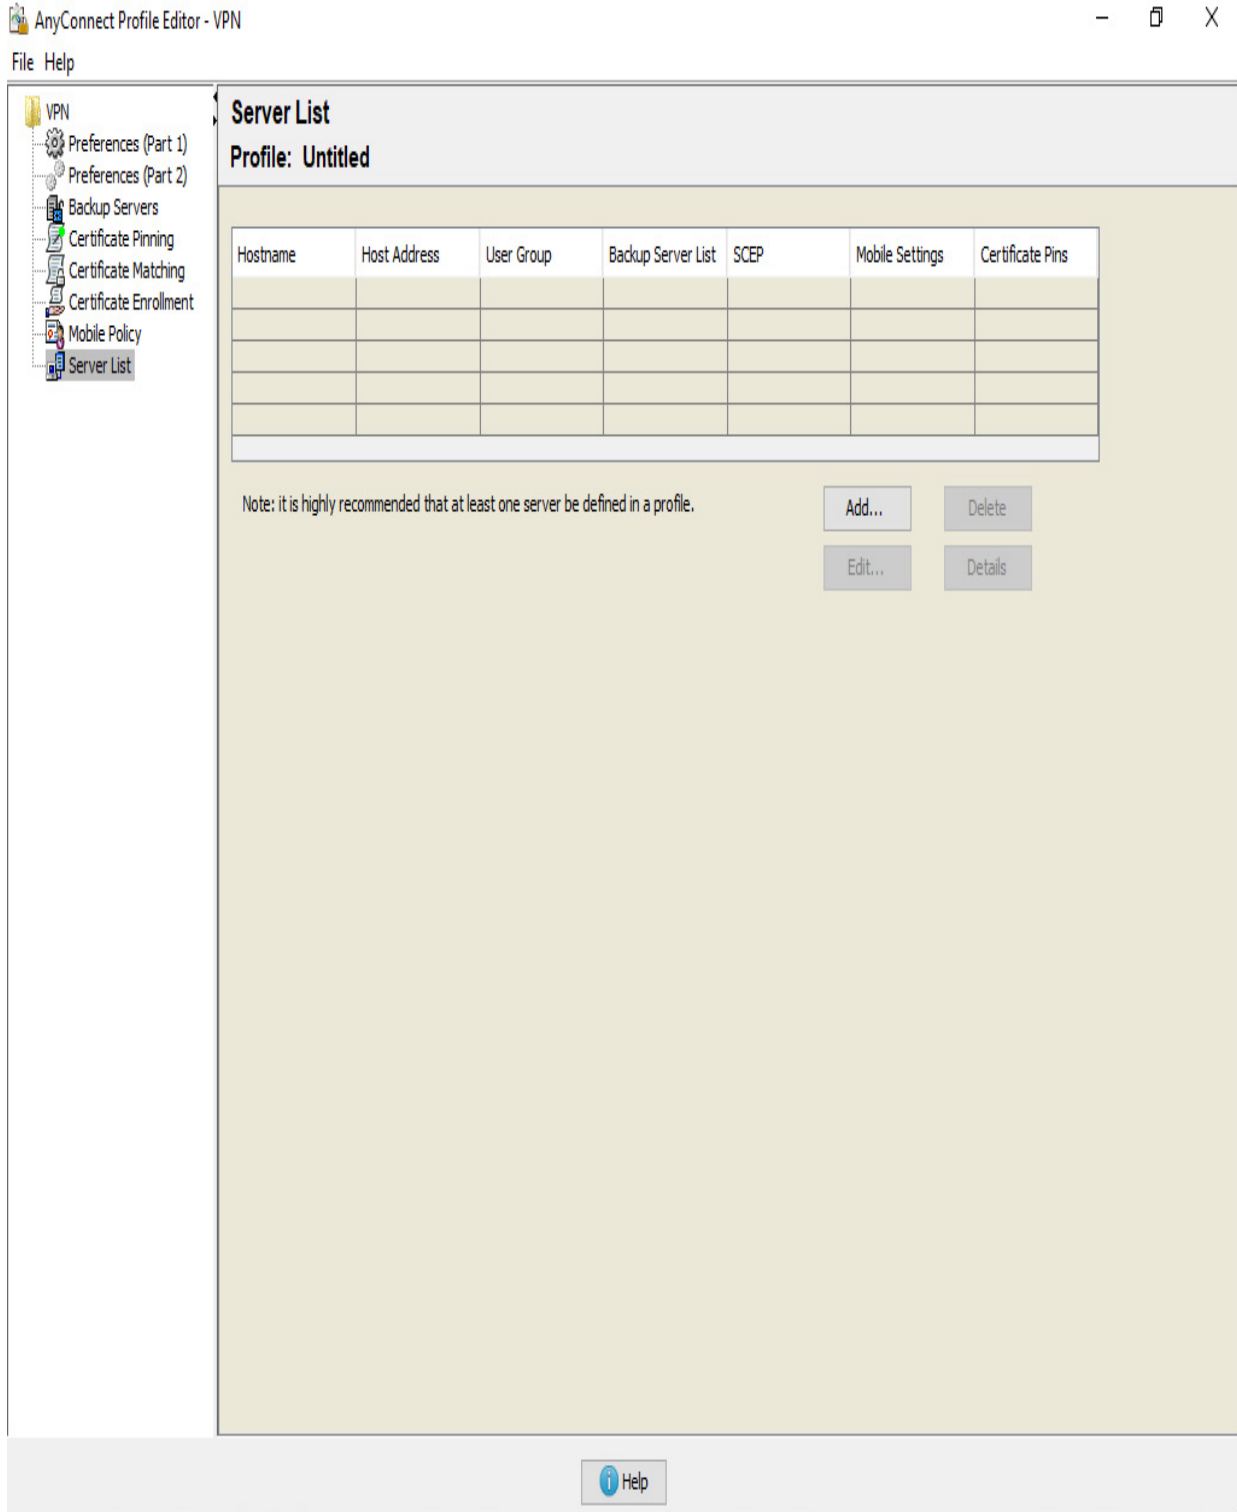 AnyConnect Profile Editor - VPN
File Help
VPN
Preferences (Part 1)
Preferences (Part 2)
Backup Servers
Certificate Pinning
Certificate Matching
Certificate Enrollment
Mobile Policy
Server List
Server List
Profile: Untitled
Hostname Host Address User Group Backup Server List SCEP Mobile Settings Certificate Pins
Note: it is highly recommended that at least one server be defined in a profile.
Add... Delete
Edit... Details
Help